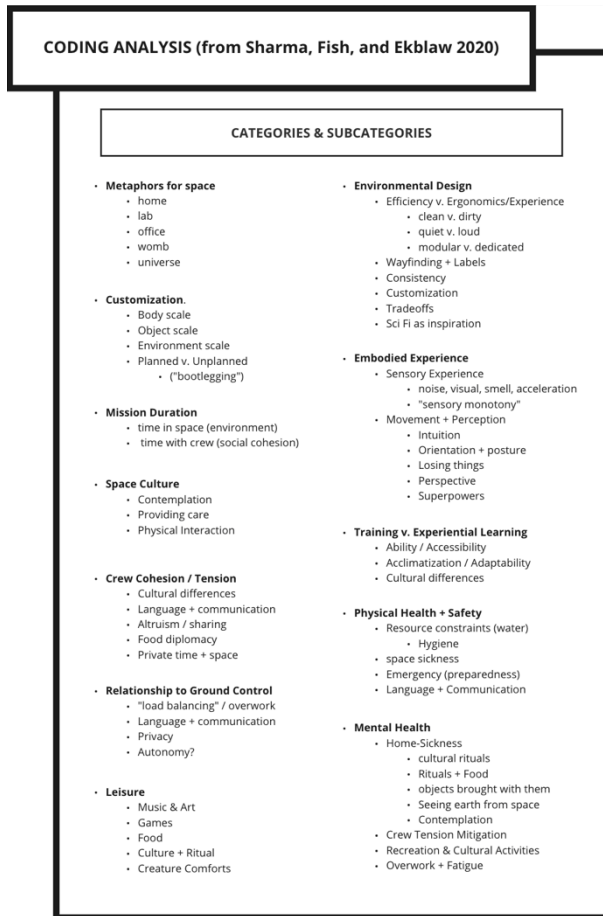 CODING ANALYSIS (from Sharma, Fish, and Ekblaw 2020)
CATEGORIES & SUBCATEGORIES
• Metaphors for space
• home
• lab
• office
• womb
• universe
• Customization.
• Body scale
• Object scale
• Environment scale
• Planned v. Unplanned
• ("bootlegging")
• Mission Duration
• time in space (environment)
• time with crew (social cohesion)
• Space Culture
• Contemplation
• Providing care
• Physical Interaction
• Crew Cohesion / Tension
• Cultural differences
• Language + communication
• Altruism / sharing
• Food diplomacy
• Private time + space
• Relationship to Ground Control
• "load balancing" / overwork
• Language + communication
• Privacy
• Autonomy?
• Leisure
• Music & Art
• Games
• Food
• Culture + Ritual
• Creature Comforts
• Environmental Design
• Efficiency v. Ergonomics/Experience
• clean v. dirty
• quiet v. loud
• modular v. dedicated
• Wayfinding + Labels
• Consistency
• Customization
• Tradeoffs
• Sci Fi as inspiration
• Embodied Experience
• Sensory Experience
• noise, visual, smell, acceleration
• "sensory monotony"
• Movement + Perception
• Intuition
• Orientation + posture
• Losing things
• Perspective
• Superpowers
• Training v. Experiential Learning
• Ability / Accessibility
• Acclimatization / Adaptability
• Cultural differences
• Physical Health + Safety
• Resource constraints (water)
• Hygiene
• space sickness
• Emergency (preparedness)
• Language + Communication
• Mental Health
• Home-Sickness
• cultural rituals
• Rituals + Food
• objects brought with them
• Seeing earth from space
• Contemplation
• Crew Tension Mitigation
• Recreation & Cultural Activities
• Overwork + Fatigue